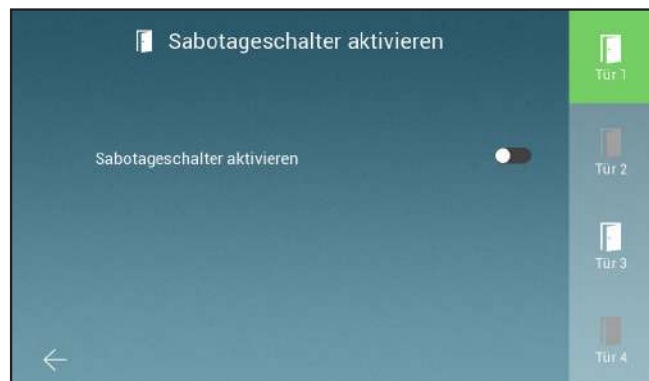 Sabotageschalter aktivieren
Sabotageschalter aktivieren
Tür 1
Tür 2
Tür 3
Tür 4